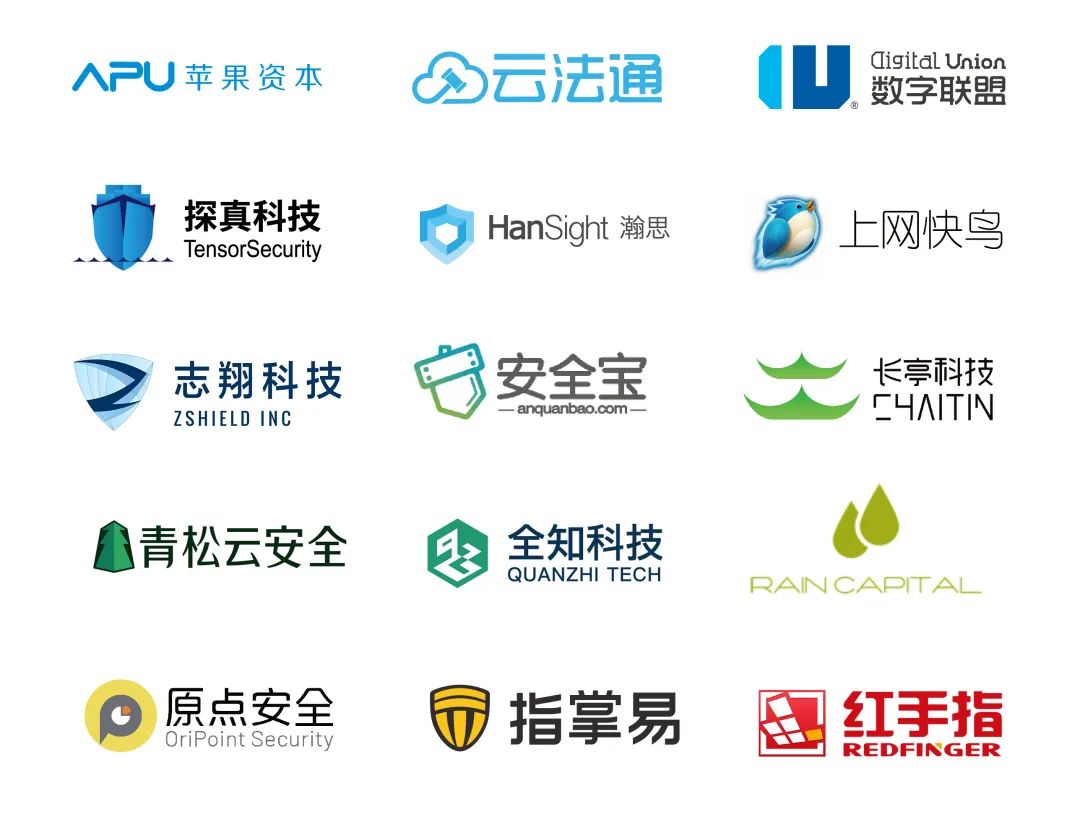 APU 苹果资本
云法通
Digital Union
数字联盟
®
探真科技
TensorSecurity
HanSight 瀚思
上网快鸟
志翔科技
ZSHIELD INC
安全宝
anquanbao.com
长亭科技
CHAITIN
青松云安全
全知科技
QUANZHI TECH
RAIN CAPITAL
原点安全
OriPoint Security
指掌易
红手指
REDFINGER